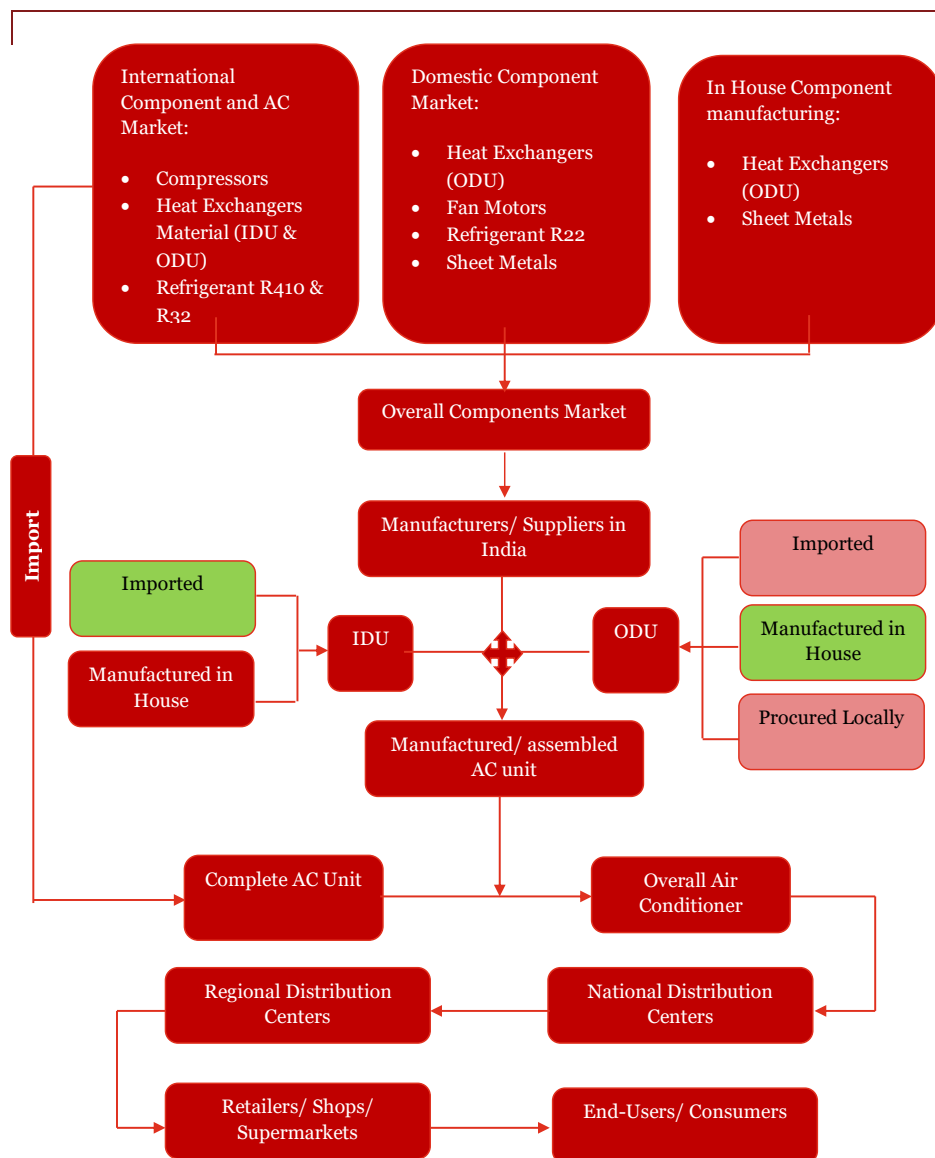 International
Component and AC
Market:
• Compressors
• Heat Exchangers
Material (IDU &
ODU)
• Refrigerant R410 &
R32
Domestic Component
Market:
• Heat Exchangers
(ODU)
• Fan Motors
• Refrigerant R22
• Sheet Metals
In House Component
manufacturing:
• Heat Exchangers
(ODU)
• Sheet Metals
Overall Components Market
Manufacturers/ Suppliers in
India
Import
Imported
Manufactured in
House
IDU
ODU
Imported
Manufactured in
House
Procured Locally
Manufactured/ assembled
AC unit
Complete AC Unit
Overall Air
Conditioner
Regional Distribution
Centers
National Distribution
Centers
Retailers/ Shops/
Supermarkets
End-Users/ Consumers